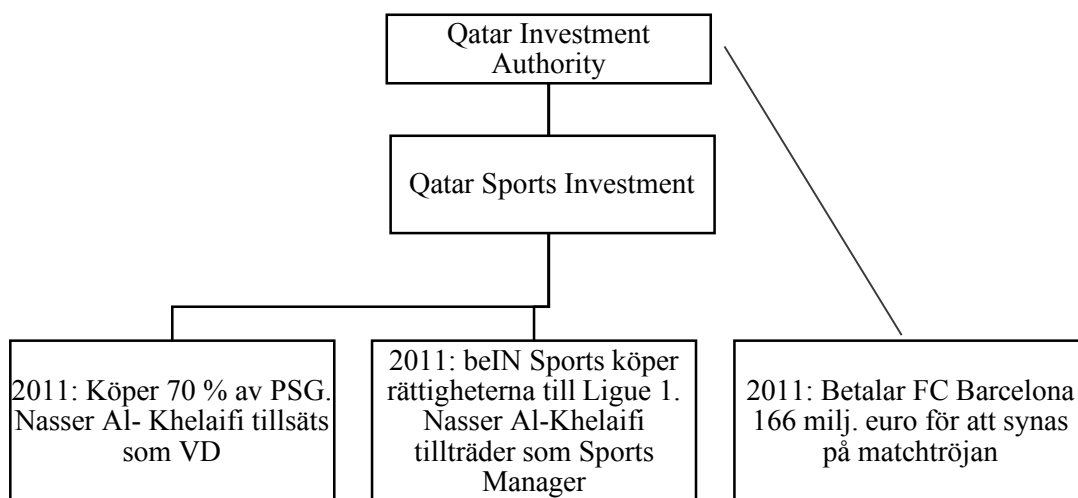 Qatar Investment
Authority
Qatar Sports Investment
2011: Köper 70 % av PSG.
Nasser Al- Khelaifi tillsäts
som VD
2011: beIN Sports köper
rättigheterna till Ligue 1.
Nasser Al-Khelaifi
tillträder som Sports
Manager
2011: Betalar FC Barcelona
166 milj. euro för att synas
på matchtröjan